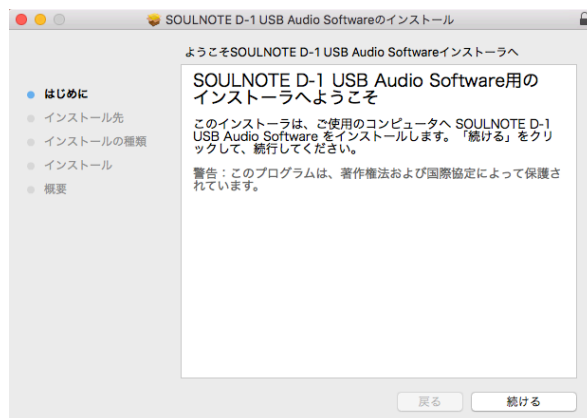 SOULNOTE D-1 USB Audio Softwareのインストール
ようこそSOULNOTE D-1 USB Audio Softwareインストーラへ
はじめに
インストール先
インストールの種類
インストール
概要
SOULNOTE D-1 USB Audio Software用の
インストーラへようこそ
このインストーラは、ご使用のコンピュータへ SOULNOTE D-1
USB Audio Software をインストールします。「続ける」をクリ
ックして、続行してください。
警告：このプログラムは、著作権法および国際協定によって保護さ
れています。
戻る
続ける